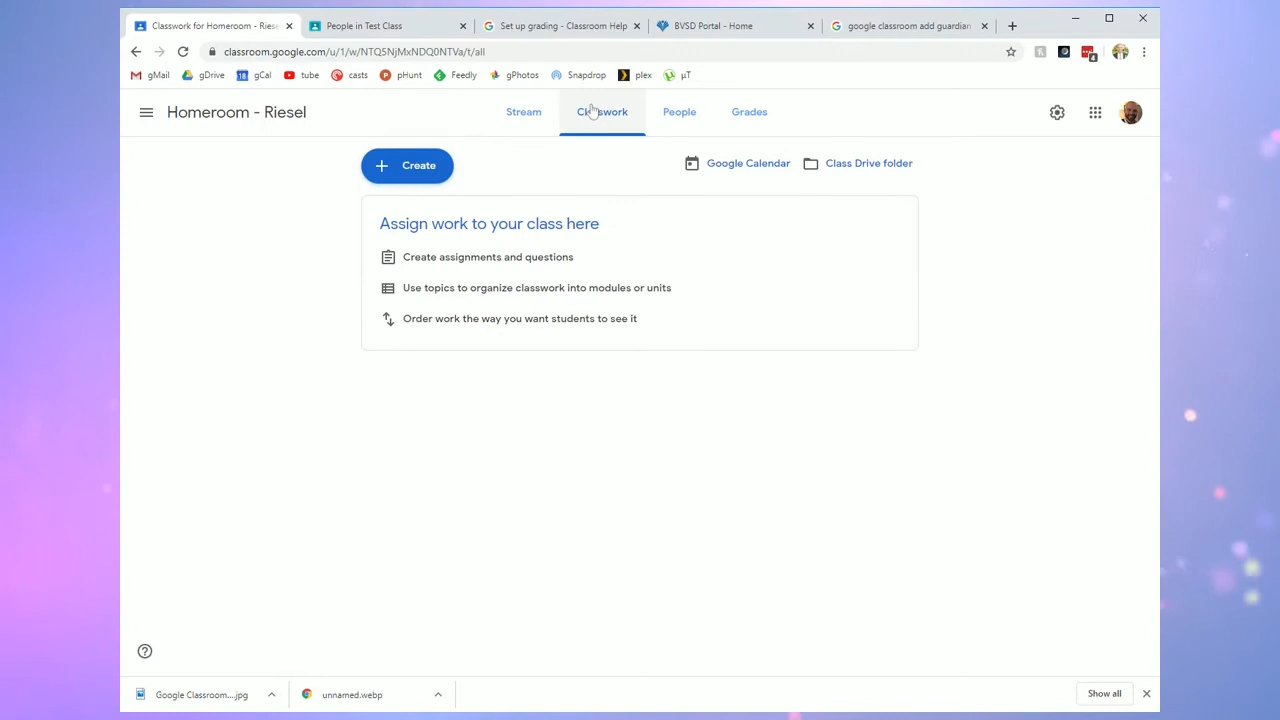 Classwork for Homeroom - Riese
People in Test Class
Set up grading - Classroom Help
BVSD Portal - Home
google classroom add guardian
classroom.google.com/u/1/w/NTQ5NjMxNDQ0NTVa/t/all
4
gMail
gDrive
18
gCal
tube
casts
pHunt
Feedly
gPhotos
Snapdrop
plex
µT
Homeroom - Riesel
Stream
Classwork
People
Grades
Create
Google Calendar
Class Drive folder
Assign work to your class here
Create assignments and questions
Use topics to organize classwork into modules or units
Order work the way you want students to see it
Google Classroom....jpg
unnamed.webp
Show all